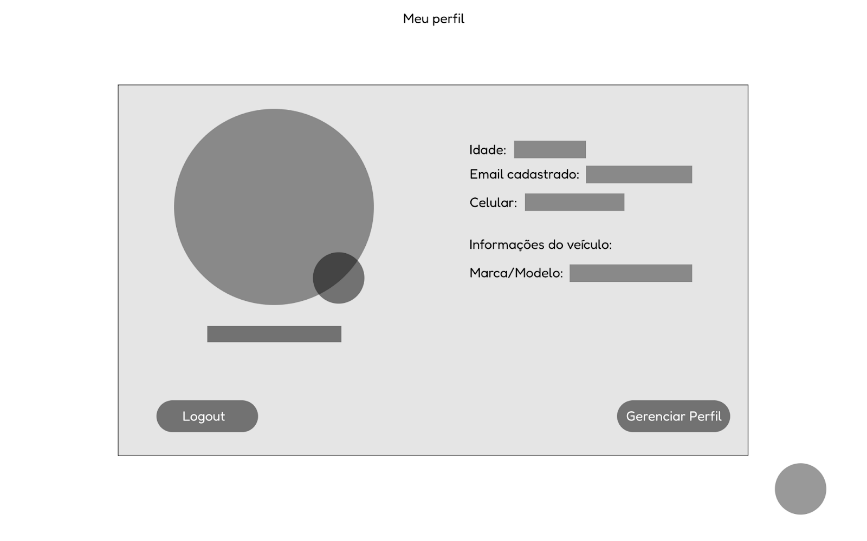 Meu perfil
Idade:
Email cadastrado:
Celular:
Informações do veículo:
Marca/Modelo:
Logout
Gerenciar Perfil